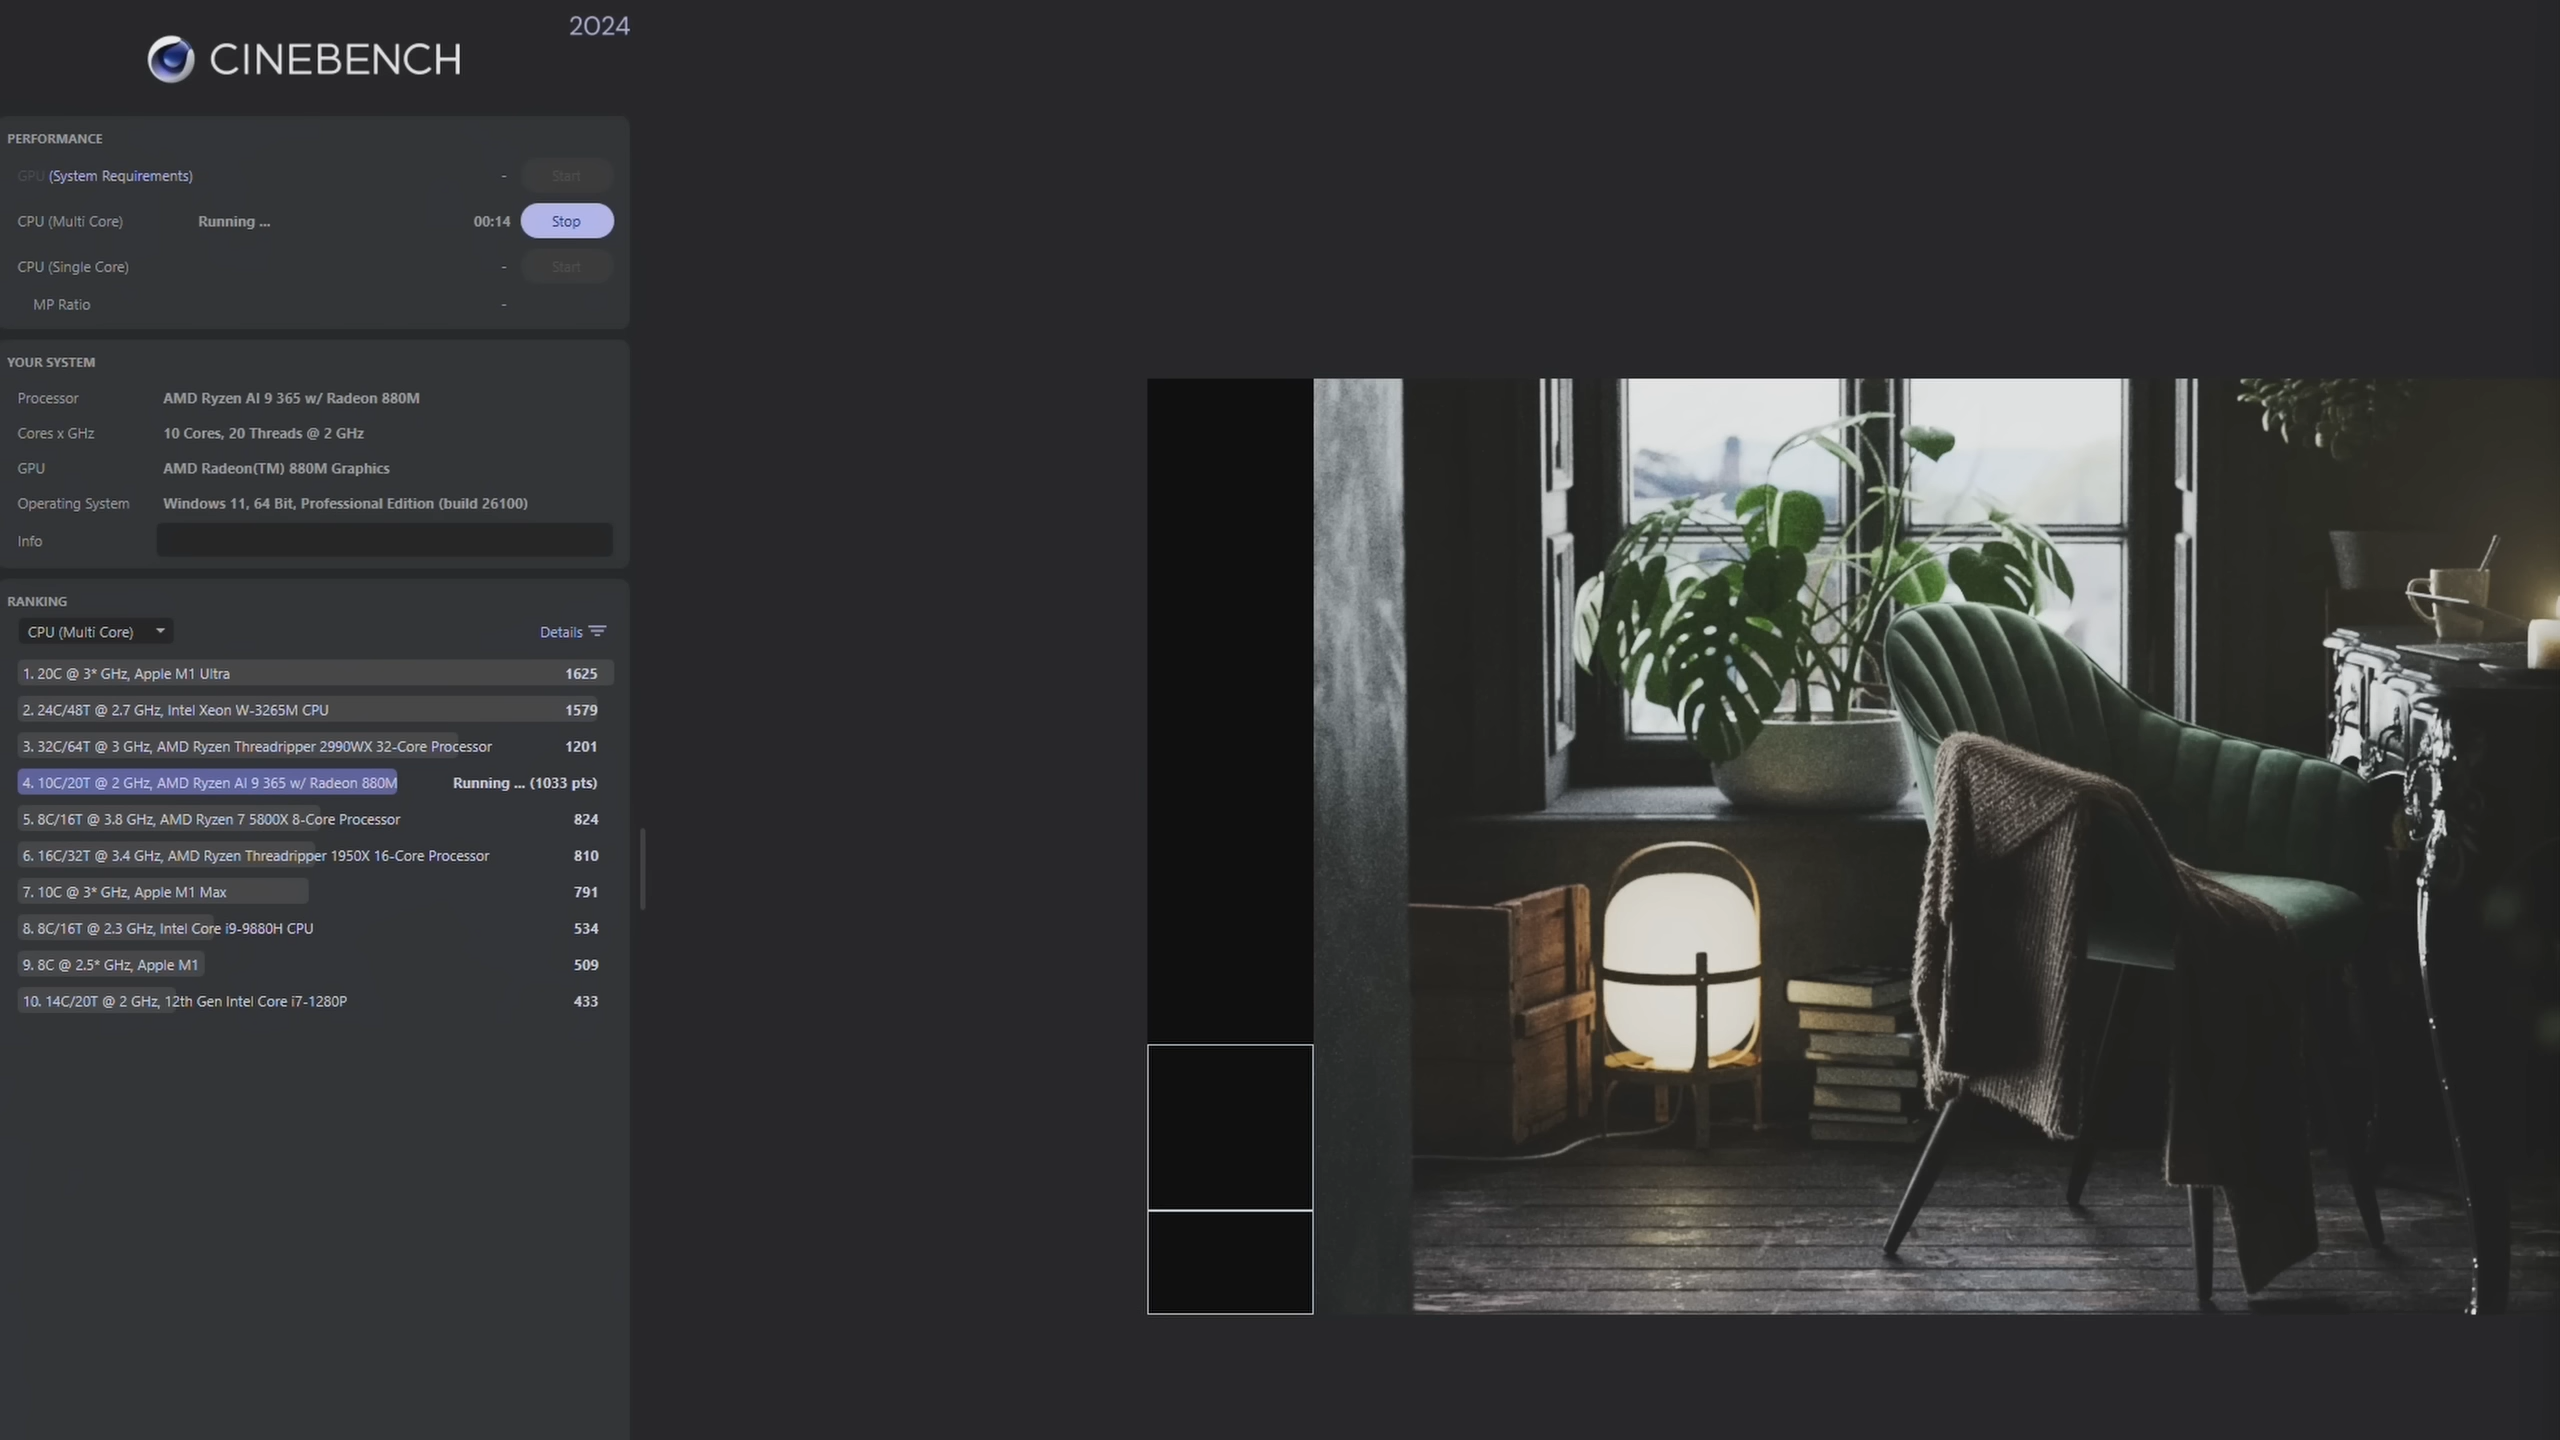 2024
CINEBENCH
PERFORMANCE
GPU (System Requirements) - Start
CPU (Multi Core) Running ... 00:14 Stop
CPU (Single Core) - Start
MP Ratio -
YOUR SYSTEM
Processor AMD Ryzen AI 9 365 w/ Radeon 880M
Cores x GHz 10 Cores, 20 Threads @ 2 GHz
GPU AMD Radeon(TM) 880M Graphics
Operating System Windows 11, 64 Bit, Professional Edition (build 26100)
Info
RANKING
CPU (Multi Core) Details
1. 20C @ 3* GHz, Apple M1 Ultra 1625
2. 24C/48T @ 2.7 GHz, Intel Xeon W-3265M CPU 1579
3. 32C/64T @ 3 GHz, AMD Ryzen Threadripper 2990WX 32-Core Processor 1201
4. 10C/20T @ 2 GHz, AMD Ryzen AI 9 365 w/ Radeon 880M Running ... (1033 pts)
5. 8C/16T @ 3.8 GHz, AMD Ryzen 7 5800X 8-Core Processor 824
6. 16C/32T @ 3.4 GHz, AMD Ryzen Threadripper 1950X 16-Core Processor 810
7. 10C @ 3* GHz, Apple M1 Max 791
8. 8C/16T @ 2.3 GHz, Intel Core i9-9880H CPU 534
9. 8C @ 2.5* GHz, Apple M1 509
10. 14C/20T @ 2 GHz, 12th Gen Intel Core i7-1280P 433